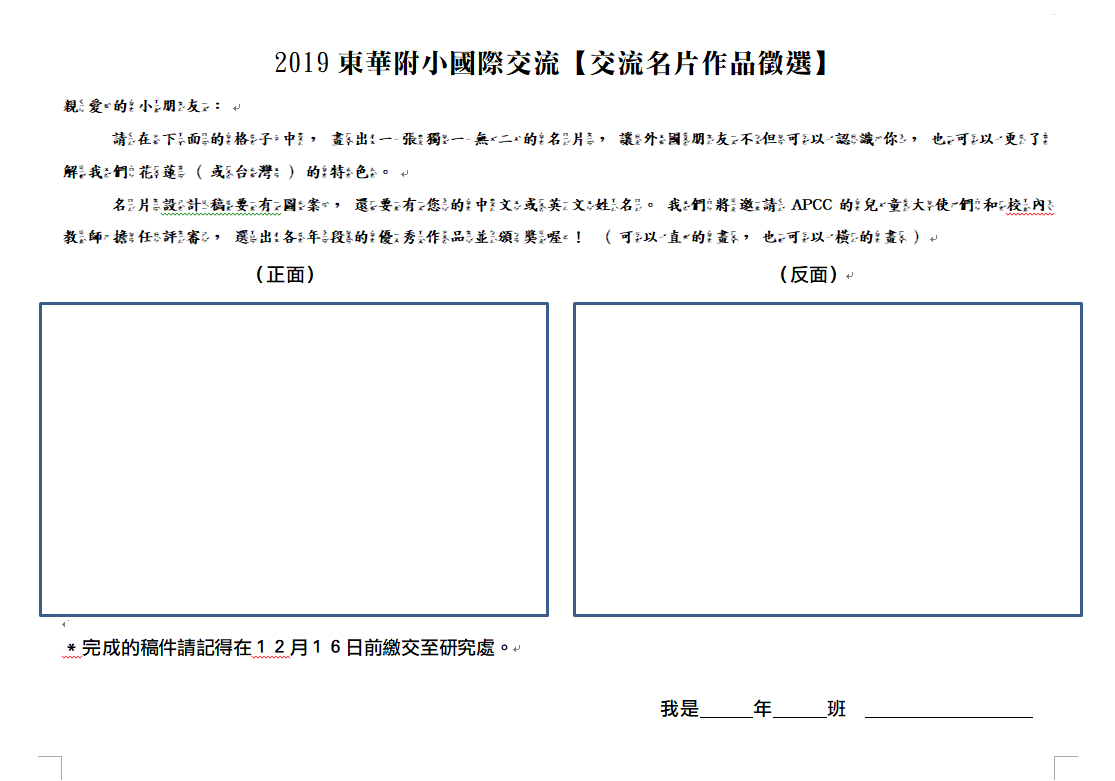 2019東華附小國際交流【交流名片作品徵選】
親愛的小朋友：
請在下面的格子中，畫出一張獨一無二的名片，讓外國朋友不但可以認識你，也可以更了
解我們花蓮（或台灣）的特色。
名片設計稿要有圖案，還要有您的中文或英文姓名。我們將邀請 APCC 的兒童大使們和校內
教師擔任評審，選出各年段的優秀作品並頒獎喔！（可以直的畫，也可以橫的畫）
（正面） （反面）
*完成的稿件請記得在１２月１６日前繳交至研究處。
我是_____年_____班 ________________